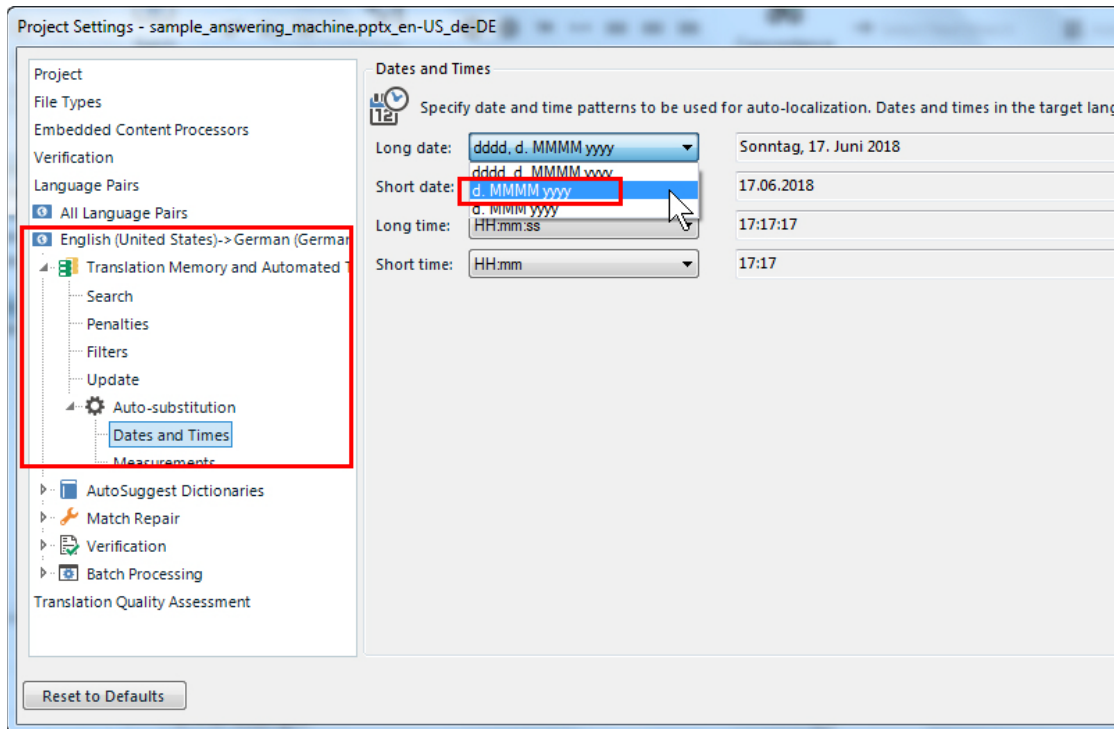 Project Settings - sample_answering_machine.pptx_en-US_de-DE
Project
File Types
Embedded Content Processors
Verification
Language Pairs
All Language Pairs
English (United States)->German (German
Translation Memory and Automated T
Search
Penalties
Filters
Update
Auto-substitution
Dates and Times
Measurements
AutoSuggest Dictionaries
Match Repair
Verification
Batch Processing
Translation Quality Assessment
Dates and Times
Specify date and time patterns to be used for auto-localization. Dates and times in the target lang
Long date: dddd, d. MMMM yyyy Sonntag, 17. Juni 2018
dddd, d. MMMM yyyy
Short date: d. MMMM yyyy 17.06.2018
d. MMM yyyy
Long time: HH:mm:ss 17:17:17
Short time: HH:mm 17:17
Reset to Defaults